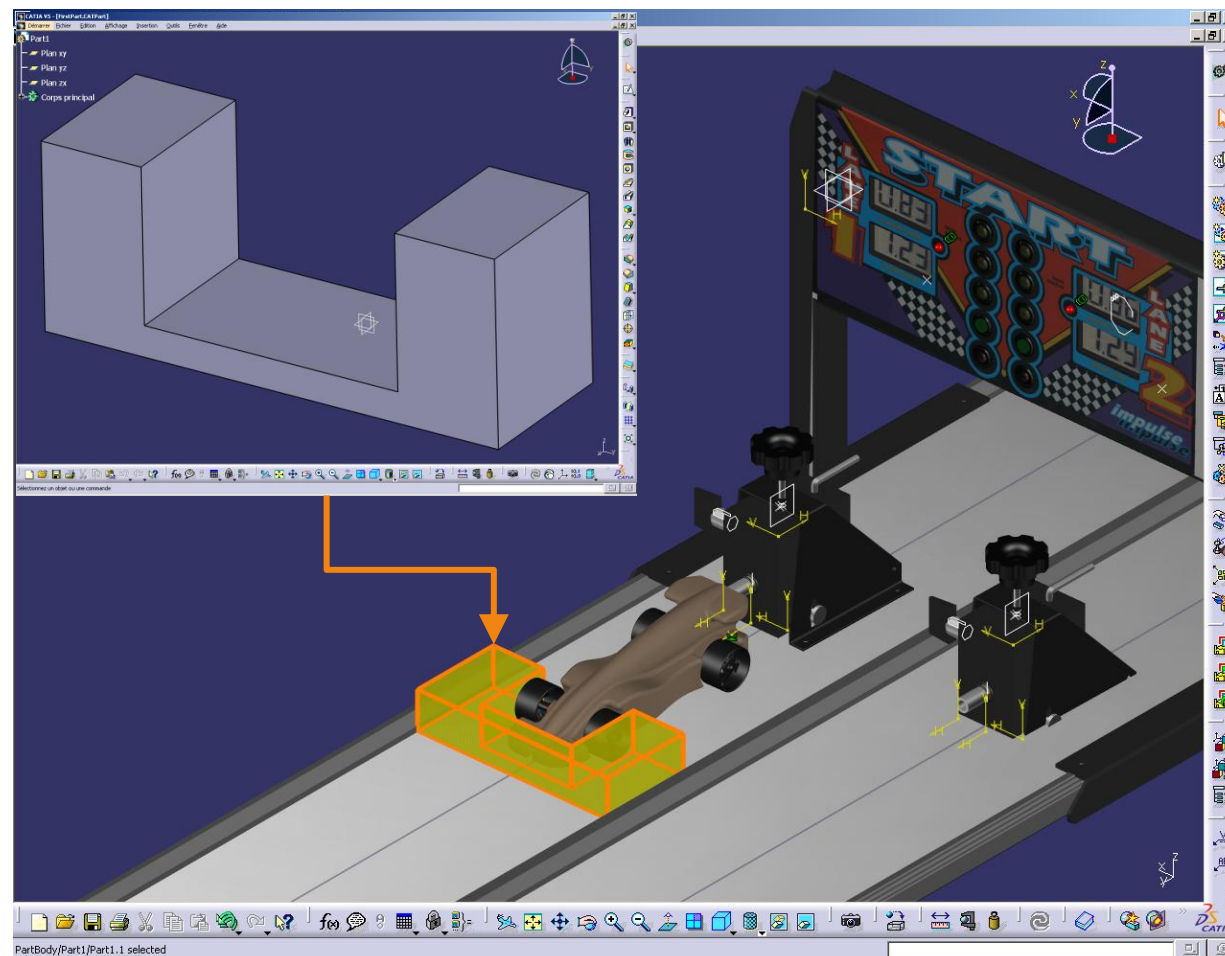 CATIA V5 - [FirstPart.CATPart]
Démarrer Fichier Edition Affichage Insertion Outils Fenêtre Aide
Part1
Plan xy
Plan yz
Plan zx
Corps principal
Sélectionnez un objet ou une commande
CATIA
START
LANE
1
LANE
2
impulse
z
x
y
V
H
f(x)
PartBody/Part1/Part1.1 selected
CATIA